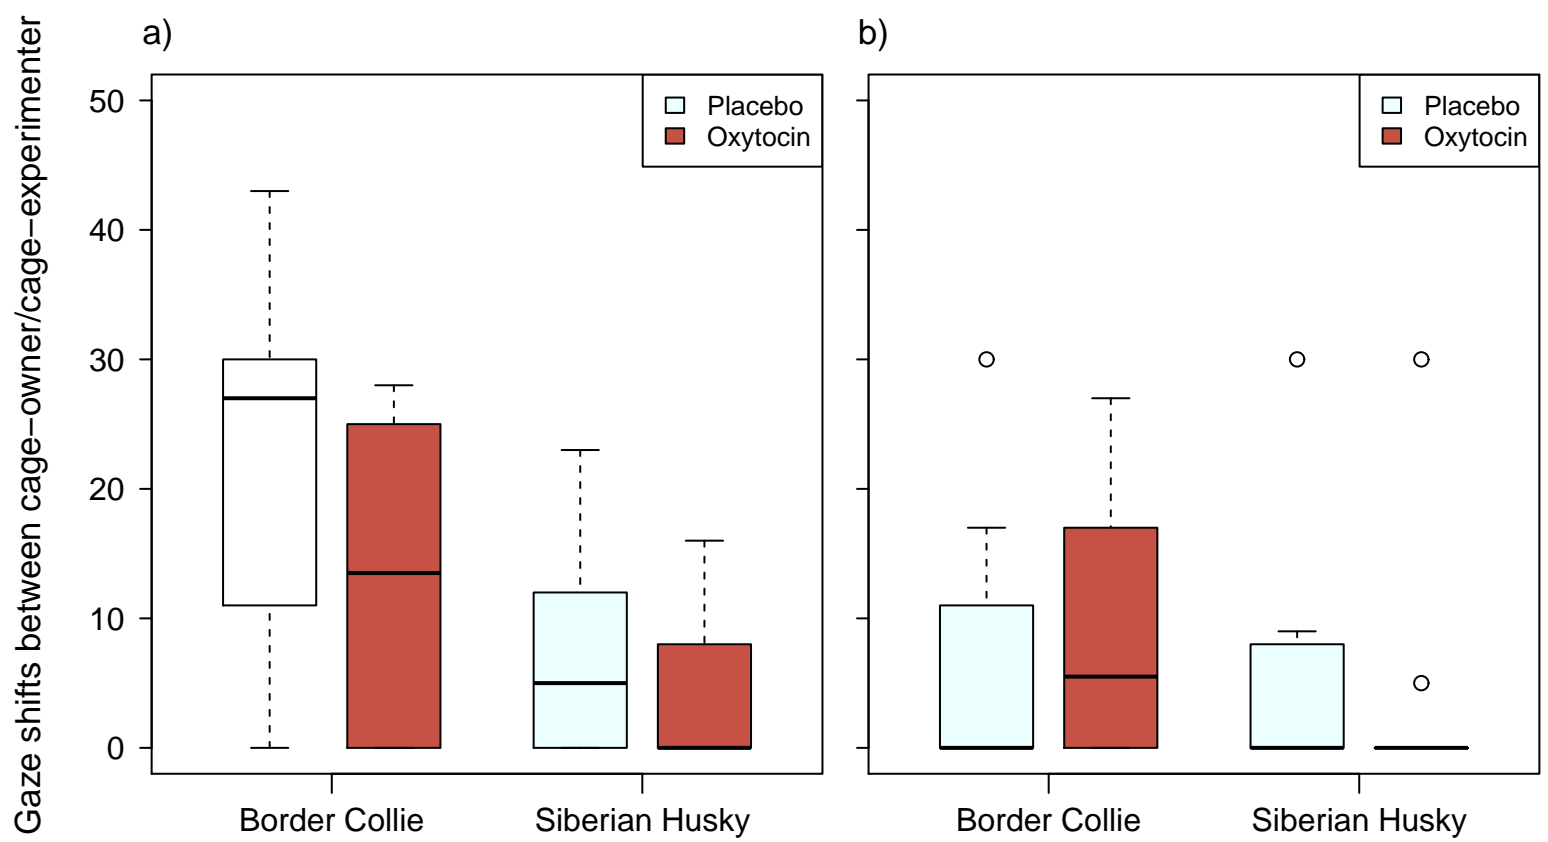 Gaze shifts between cage−owner/cage−experimenter
a)
50
40
30
20
10
0
Placebo
Oxytocin
Border Collie
Siberian Husky
b)
Placebo
Oxytocin
Border Collie
Siberian Husky